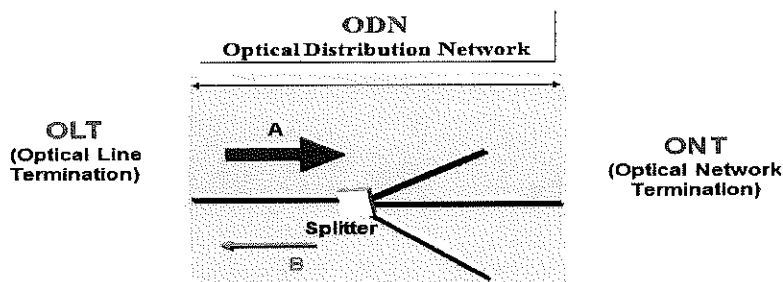 ODN
Optical Distribution Network
OLT
(Optical Line
Termination)
A
ONT
(Optical Network
Termination)
Splitter
B